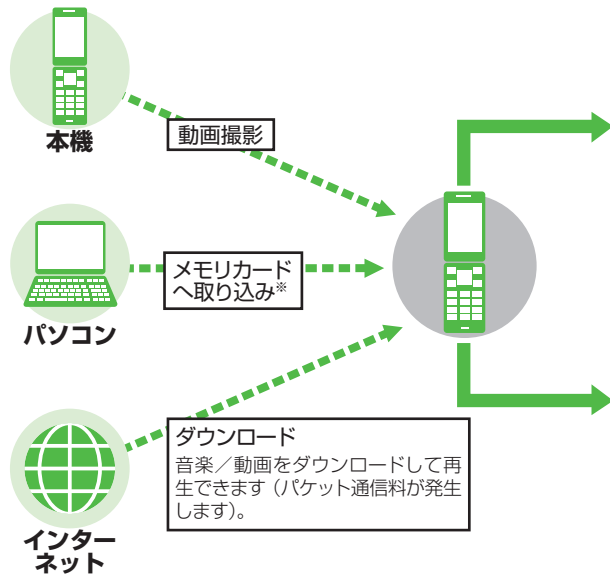 本機
動画撮影
メモリカード
へ取り込み※
パソコン
ダウンロード
音楽／動画をダウンロードして再
生できます（パケット通信料が発生
します）。
インター
ネット